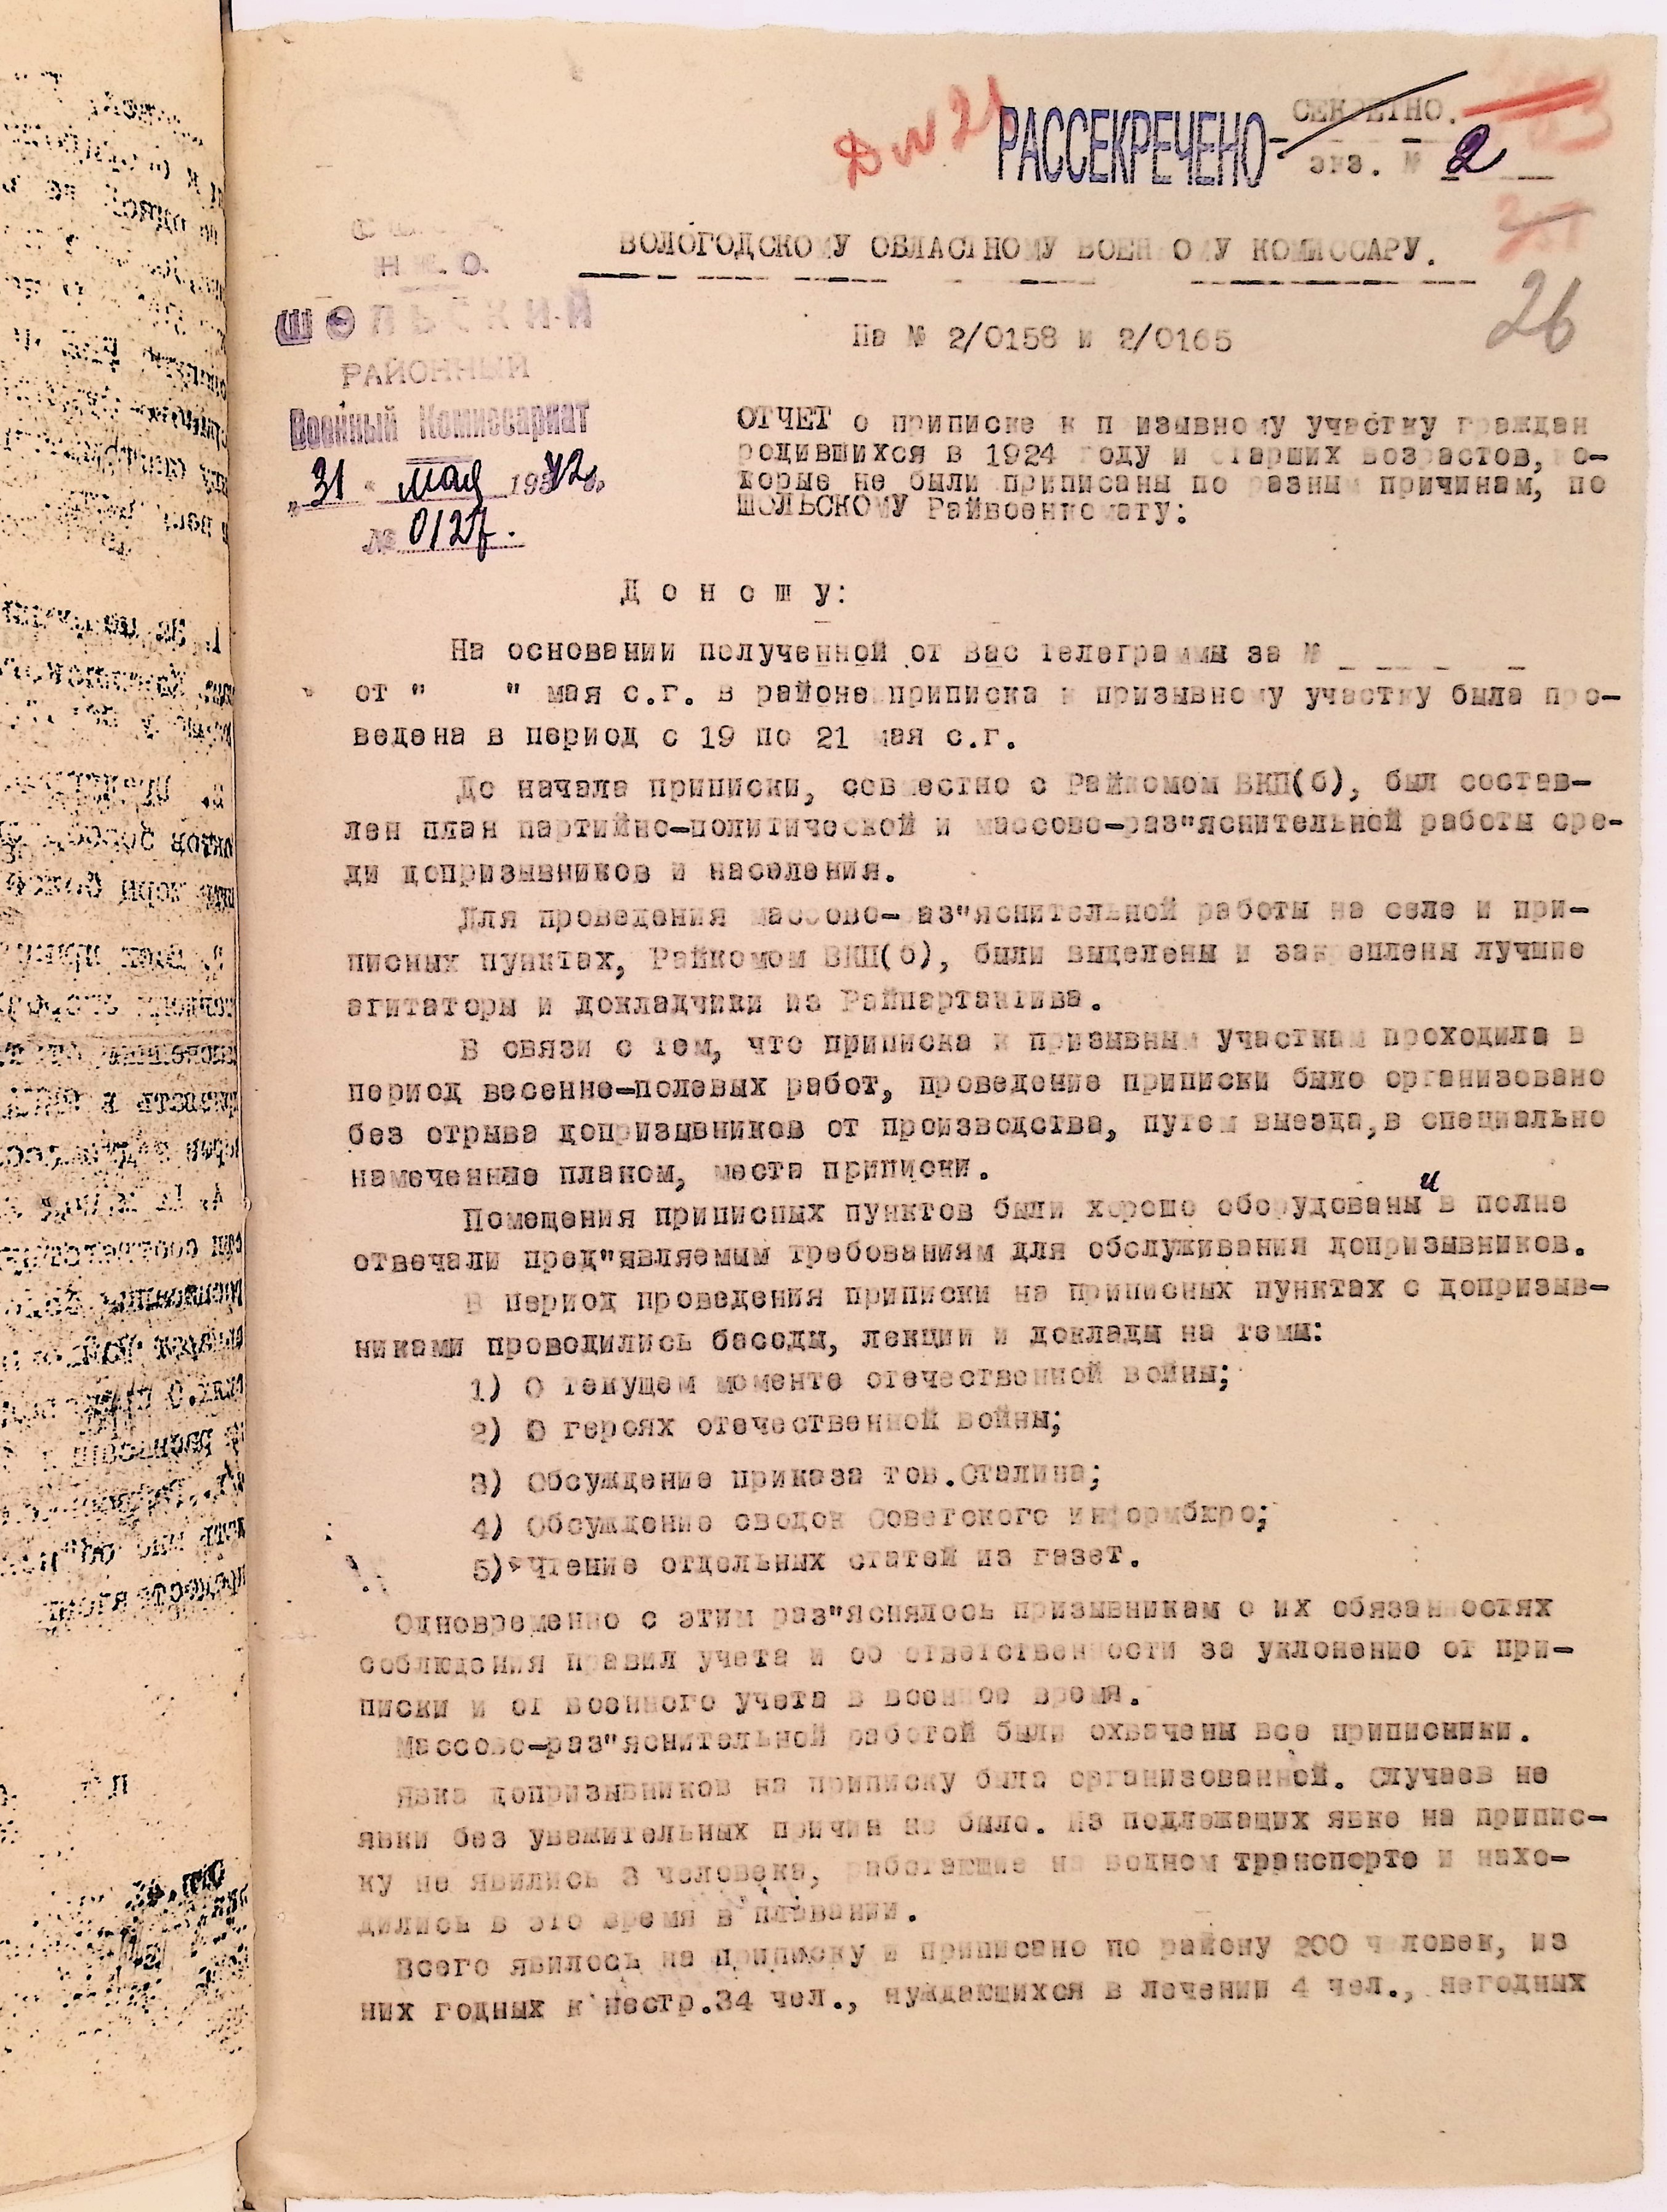 Д №21
РАССЕКРЕЧЕНО
СЕКРЕТНО.
экз. № 2
26
Н.К.О.
ШОЛЬСКИЙ
РАЙОННЫЙ
Военный Комиссариат
"31" мая 1942г.
№ 0127.
ВОЛОГОДСКОМУ ОБЛАСТНОМУ ВОЕННОМУ КОМИССАРУ.
На № 2/0158 и 2/0165
ОТЧЕТ о приписке к призывному участку граждан
родившихся в 1924 году и старших возрастов, ко-
торые не были приписаны по разным причинам, по
ШОЛЬСКОМУ Райвоенкомату:
Д о н о ш у:
На основании полученной от Вас телеграммы за № _ _ _ _ _
от " " мая с.г. в районе приписка к призывному участку была про-
ведена в период с 19 по 21 мая с.г.
До начала приписки, совместно с Райкомом ВКП(б), был состав-
лен план партийно-политической и массово-раз"яснительной работы сре-
ди допризывников и населения.
Для проведения массово-раз"яснительной работы на селе и при-
писных пунктах, Райкомом ВКП(б), были выделены и закреплены лучшие
агитаторы и докладчики из Райпартактива.
В связи с тем, что приписка к призывным участкам проходила в
период весенне-полевых работ, проведение приписки было организовано
без отрыва допризывников от производства, путем выезда,в специально
намеченные планом, места приписки.
Помещения приписных пунктов были хорошо оборудованы и в полне
отвечали пред"являемым требованиям для обслуживания допризывников.
В период проведения приписки на приписных пунктах с допризыв-
никами проводились беседы, лекции и доклады на темы:
1) О текущем моменте отечественной войны;
2) О героях отечественной войны;
3) Обсуждение приказа тов.Сталина;
4) Обсуждение сводок Советского информбюро;
5) Чтение отдельных статей из газет.
Одновременно с этим раз"яснялось призывникам о их обязанностях
соблюдения правил учета и об ответственности за уклонение от при-
писки и от военного учета в военное время.
Массово-раз"яснительной работой были охвачены все приписники.
Явка допризывников на приписку была организованной. Случаев не
явки без уважительных причин не было. Из подлежащих явке на припис-
ку не явились 3 человека, работающие на водном транспорте и нахо-
дились в это время в плавании.
Всего явилось на приписку и приписано по району 200 человек, из
них годных к нестр.34 чел., нуждающихся в лечении 4 чел., негодных